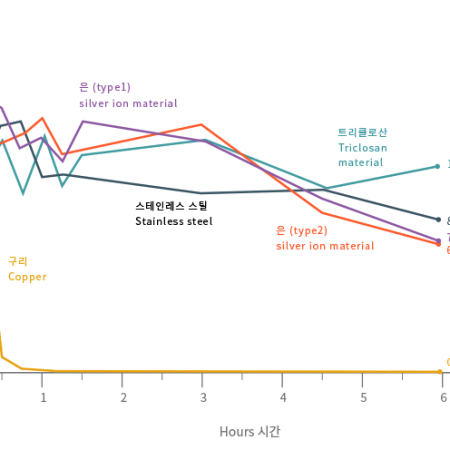 은 (type1)
silver ion material
트리클로산
Triclosan
material
스테인레스 스틸
Stainless steel
은 (type2)
silver ion material
구리
Copper
1 2 3 4 5 6
Hours 시간